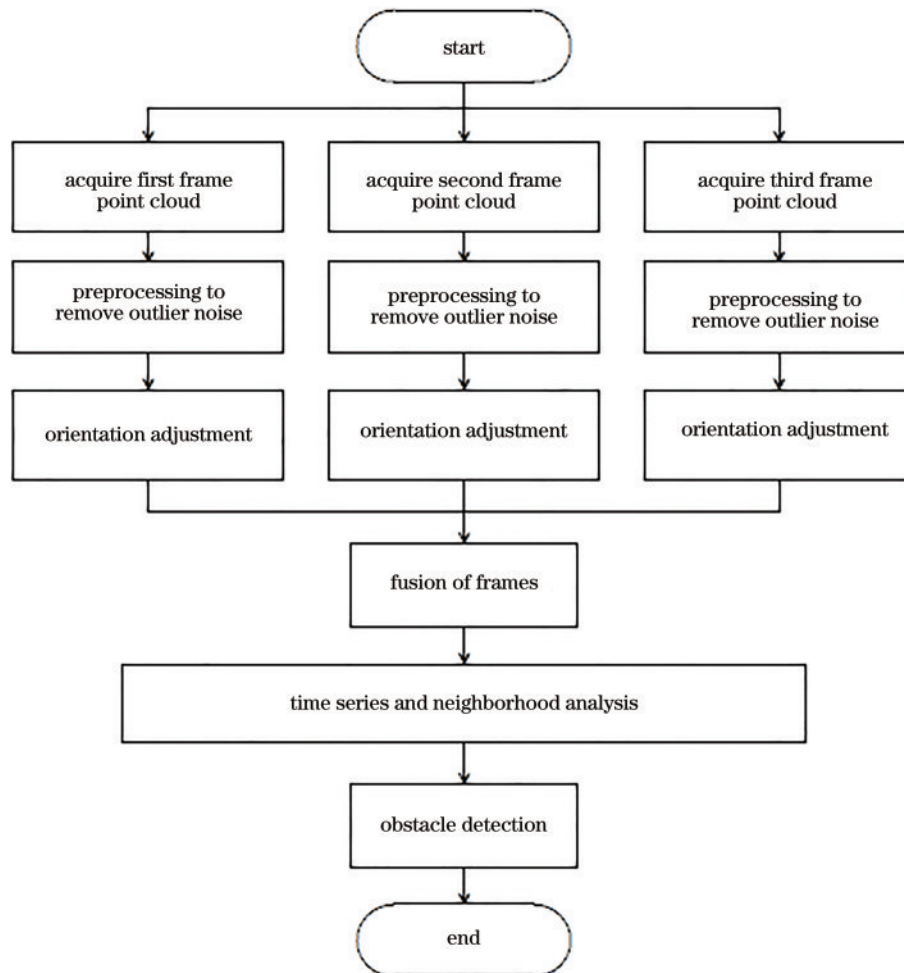 start
acquire first frame
point cloud
acquire second frame
point cloud
acquire third frame
point cloud
preprocessing to
remove outlier noise
preprocessing to
remove outlier noise
preprocessing to
remove outlier noise
orientation adjustment
orientation adjustment
orientation adjustment
fusion of frames
time series and neighborhood analysis
obstacle detection
end